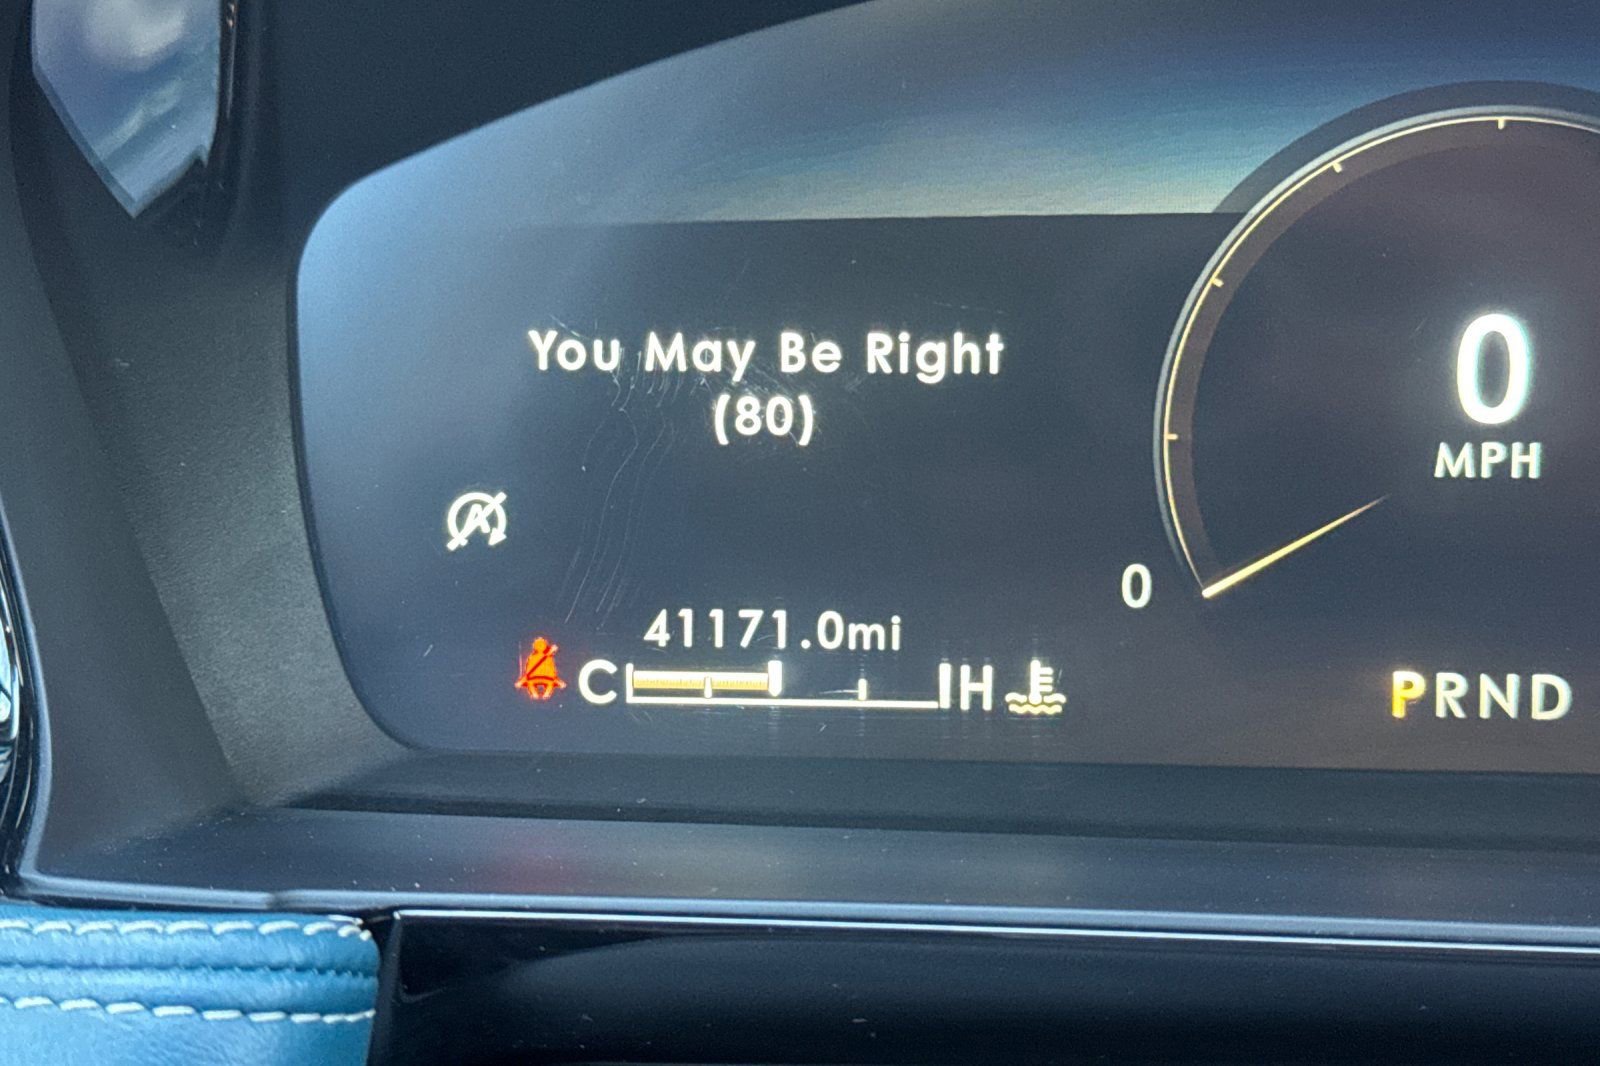 You May Be Right
(80)
0
MPH
A
0
41171.0mi
C H
PRND